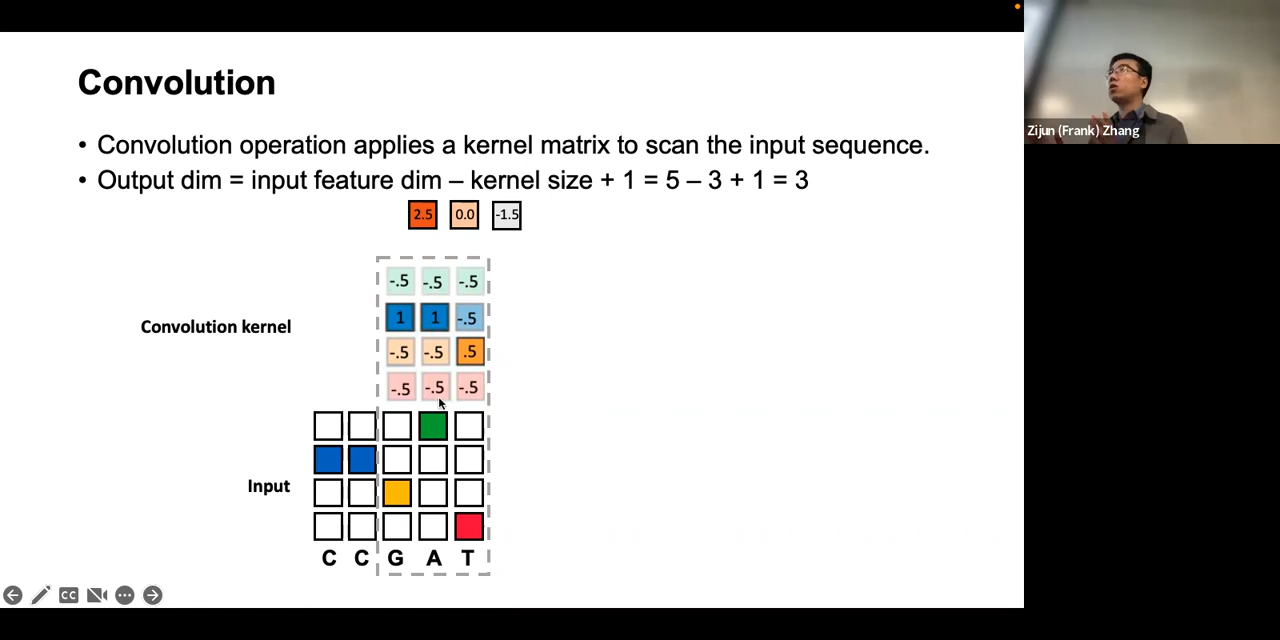 Convolution
• Convolution operation applies a kernel matrix to scan the input sequence.
• Output dim = input feature dim – kernel size + 1 = 5 – 3 + 1 = 3
2.5 0.0 -1.5
-.5 -.5 -.5
Convolution kernel
1 1 -.5
-.5 -.5 .5
-.5 -.5 -.5
Input
C C G A T
CC
Zijun (Frank) Zhang